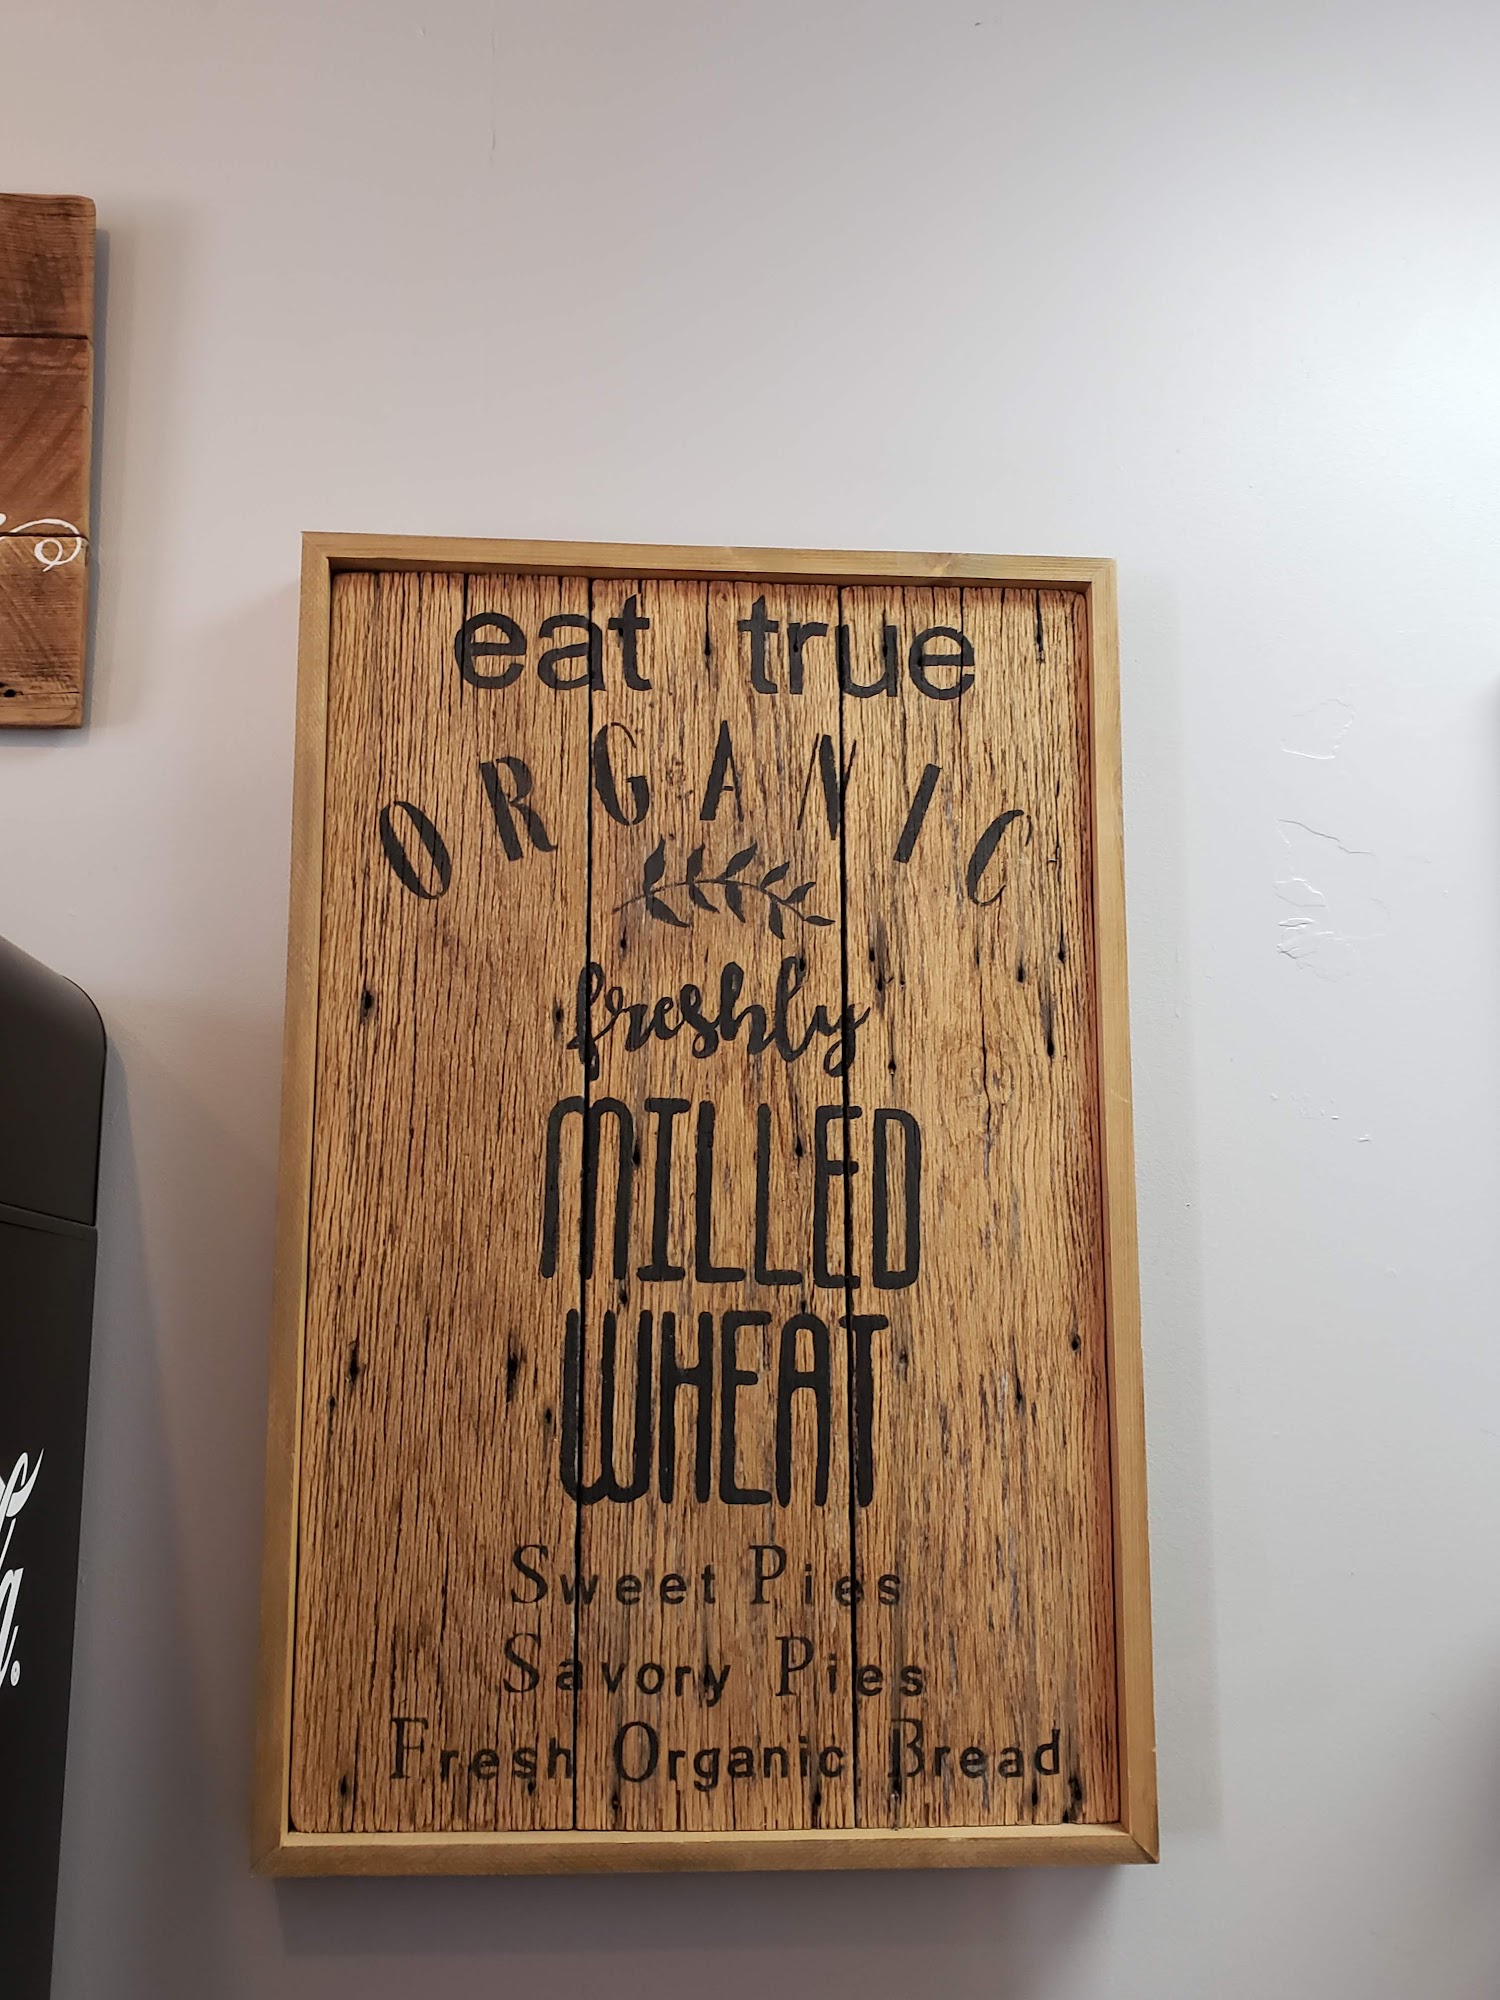 eat true
ORGANIC
freshly
MILLED
WHEAT
Sweet Pies
Savory Pies
Fresh Organic Bread